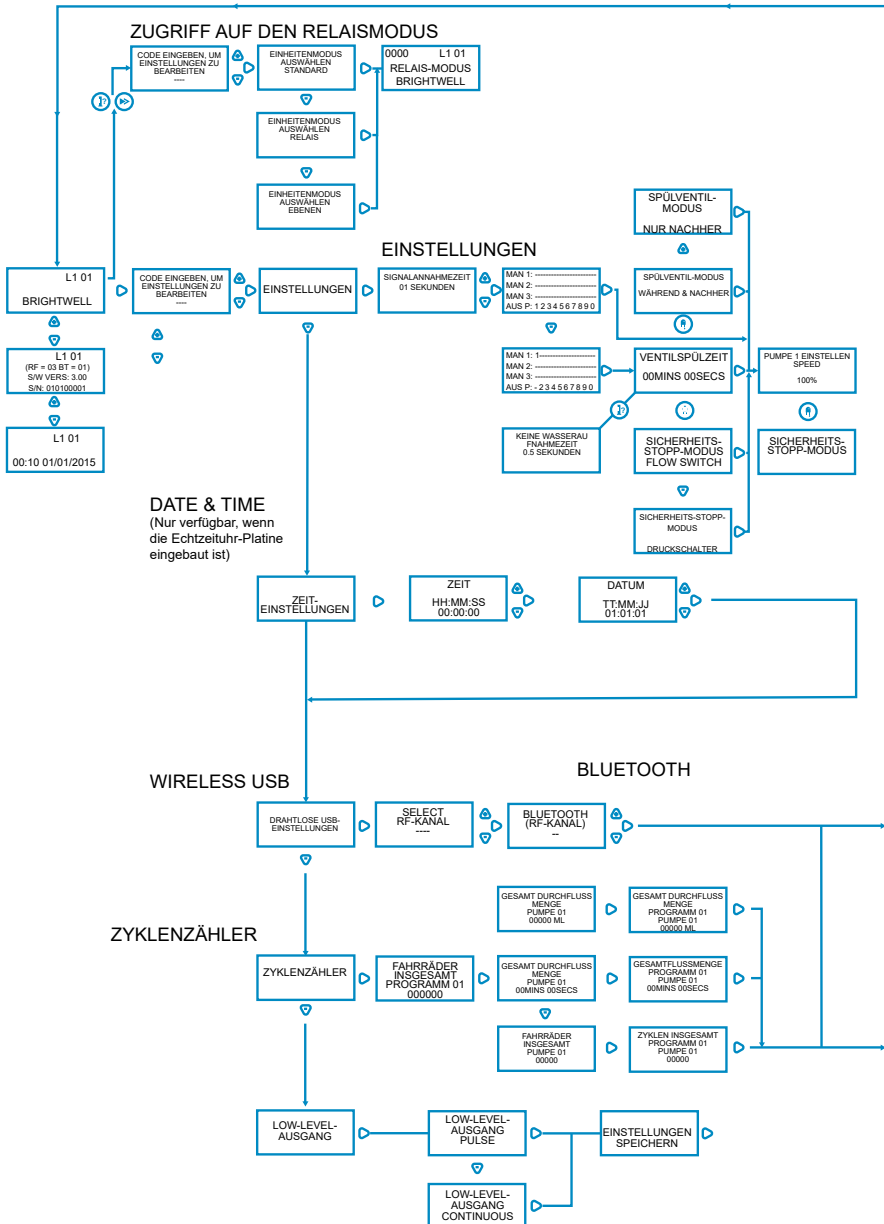 ZUGRIFF AUF DEN RELAISMODUS
CODE EINGEBEN, UM
EINSTELLUNGEN ZU
BEARBEITEN
----
EINHEITENMODUS
AUSWÄHLEN
STANDARD
0000 L1 01
RELAIS-MODUS
BRIGHTWELL
EINHEITENMODUS
AUSWÄHLEN
RELAIS
EINHEITENMODUS
AUSWÄHLEN
EBENEN
SPÜLVENTIL-
MODUS
NUR NACHHER
EINSTELLUNGEN
L1 01
BRIGHTWELL
CODE EINGEBEN, UM
EINSTELLUNGEN ZU
BEARBEITEN
----
EINSTELLUNGEN
SIGNALANNAHMEZEIT
01 SEKUNDEN
MAN 1: ----------------------
MAN 2: ----------------------
MAN 3: ----------------------
AUS P: 1 2 3 4 5 6 7 8 9 0
SPÜLVENTIL-MODUS
WÄHREND & NACHHER
L1 01
(RF = 03 BT = 01)
S/W VERS: 3.00
S/N: 010100001
MAN 1: 1---------------------
MAN 2: ----------------------
MAN 3: ----------------------
AUS P: - 2 3 4 5 6 7 8 9 0
VENTILSPÜLZEIT
00MINS 00SECS
PUMPE 1 EINSTELLEN
SPEED
100%
L1 01
00:10 01/01/2015
KEINE WASSERAU
FNAHMEZEIT
0.5 SEKUNDEN
SICHERHEITS-
STOPP-MODUS
FLOW SWITCH
SICHERHEITS-
STOPP-MODUS
SICHERHEITS-STOPP-
MODUS
DRUCKSCHALTER
DATE & TIME
(Nur verfügbar, wenn
die Echtzeituhr-Platine
eingebaut ist)
ZEIT-
EINSTELLUNGEN
ZEIT
HH:MM:SS
00:00:00
DATUM
TT:MM:JJ
01:01:01
WIRELESS USB
BLUETOOTH
DRAHTLOSE USB-
EINSTELLUNGEN
SELECT
RF-KANAL
----
BLUETOOTH
(RF-KANAL)
--
GESAMT DURCHFLUSS
MENGE
PUMPE 01
00000 ML
GESAMT DURCHFLUSS
MENGE
PROGRAMM 01
PUMPE 01
00000 ML
ZYKLENZÄHLER
ZYKLENZÄHLER
FAHRRÄDER
INSGESAMT
PROGRAMM 01
000000
GESAMT DURCHFLUSS
MENGE
PUMPE 01
00MINS 00SECS
GESAMTFLUSSMENGE
PROGRAMM 01
PUMPE 01
00MINS 00SECS
FAHRRÄDER
INSGESAMT
PUMPE 01
00000
ZYKLEN INSGESAMT
PROGRAMM 01
PUMPE 01
00000
LOW-LEVEL-
AUSGANG
LOW-LEVEL-
AUSGANG
PULSE
EINSTELLUNGEN
SPEICHERN
LOW-LEVEL-
AUSGANG
CONTINUOUS